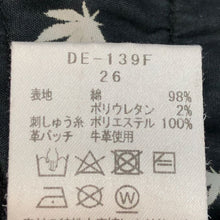 DE-139F
26
表地 綿 98%
ポリウレタン 2%
刺しゅう糸 ポリエステル 100%
革パッチ 牛革使用